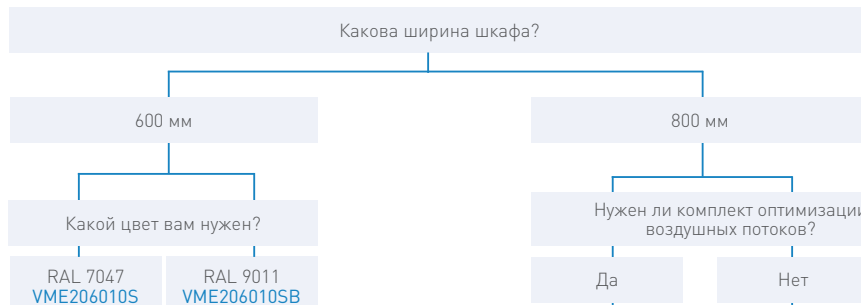 Какова ширина шкафа?
600 мм
800 мм
Какой цвет вам нужен?
Нужен ли комплект оптимизации
воздушных потоков?
RAL 7047
VME206010S
RAL 9011
VME206010SB
Да
Нет